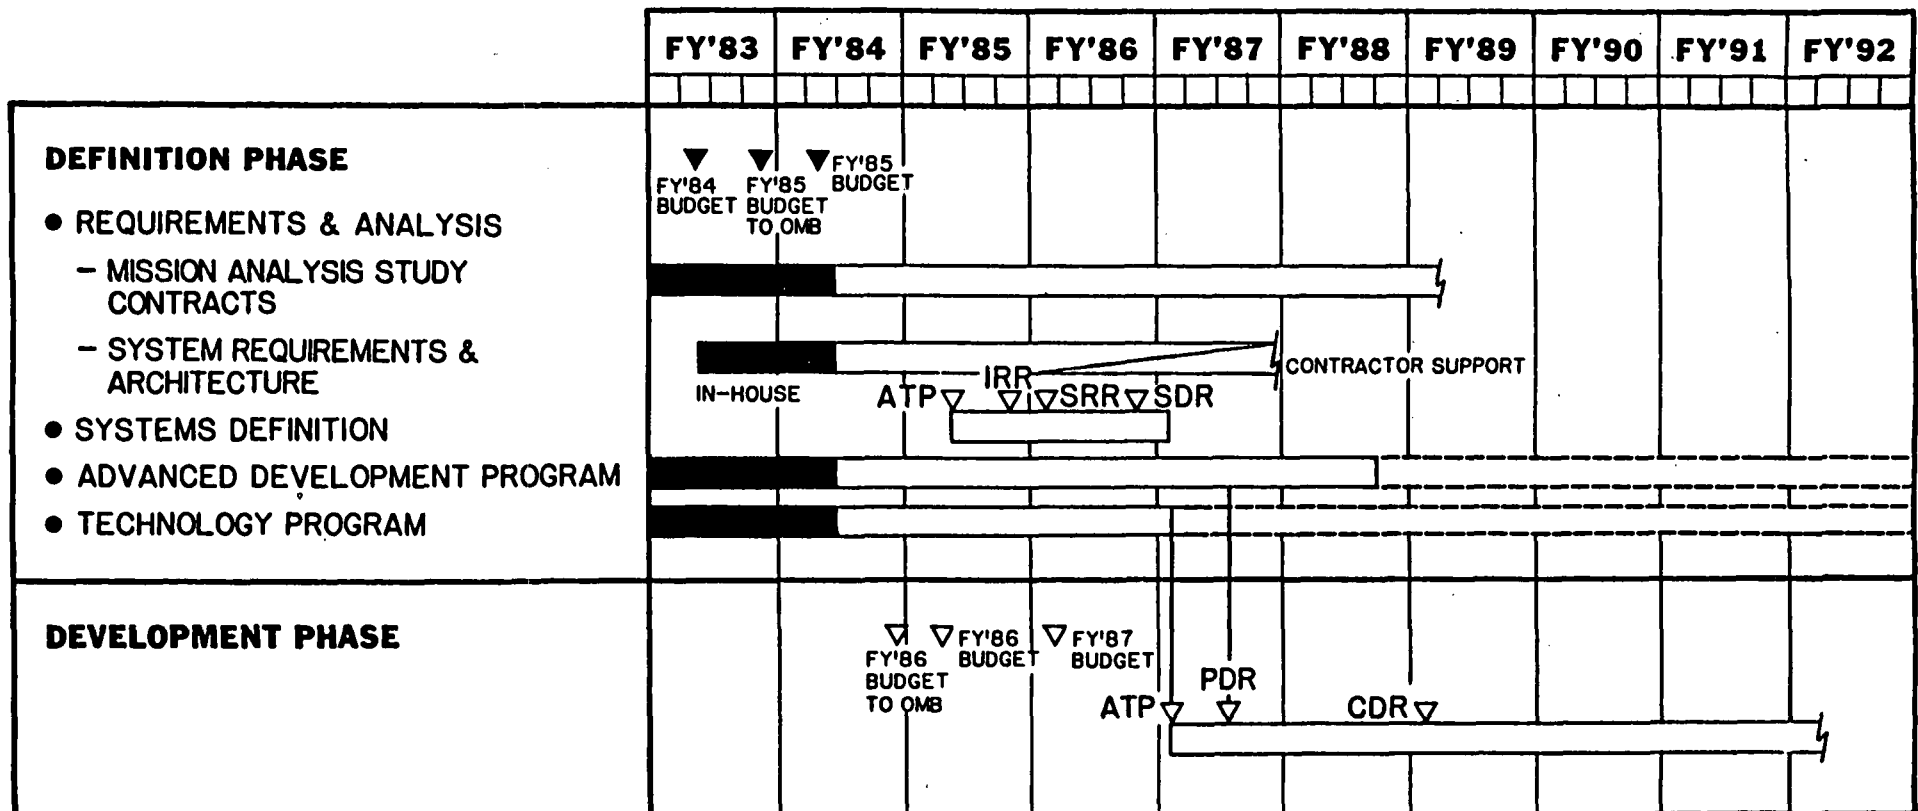 FY'83 FY'84 FY'85 FY'86 FY'87 FY'88 FY'89 FY'90 FY'91 FY'92
DEFINITION PHASE
FY'84
BUDGET
FY'85
BUDGET
TO OMB
FY'85
BUDGET
● REQUIREMENTS & ANALYSIS
– MISSION ANALYSIS STUDY
CONTRACTS
– SYSTEM REQUIREMENTS &
ARCHITECTURE
IN-HOUSE
CONTRACTOR SUPPORT
ATP
IRR
SRR
SDR
● SYSTEMS DEFINITION
● ADVANCED DEVELOPMENT PROGRAM
● TECHNOLOGY PROGRAM
DEVELOPMENT PHASE
FY'86
BUDGET
TO OMB
FY'86
BUDGET
FY'87
BUDGET
ATP
PDR
CDR